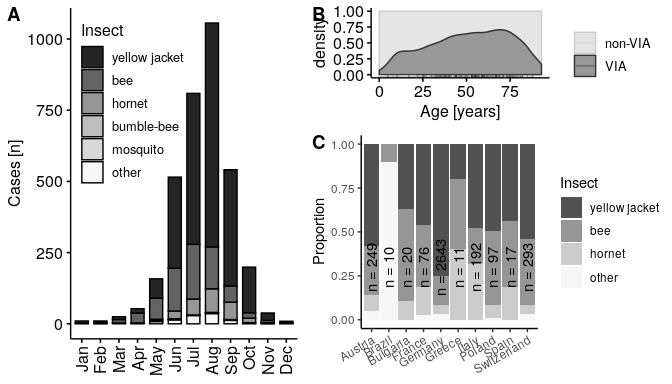 A
Cases [n]
1000
750
500
250
0
Insect
yellow jacket
bee
hornet
bumble-bee
mosquito
other
Jan
Feb
Mar
Apr
May
Jun
Jul
Aug
Sep
Oct
Nov
Dec
B
density
1.00
0.75
0.50
0.25
0.00
0
25
50
75
Age [years]
non-VIA
VIA
C
Proportion
1.00
0.75
0.50
0.25
0.00
n = 249
n = 10
n = 20
n = 76
n = 2643
n = 11
n = 192
n = 97
n = 17
n = 293
Austria
Brazil
Bulgaria
France
Germany
Greece
Italy
Poland
Spain
Switzerland
Insect
yellow jacket
bee
hornet
other